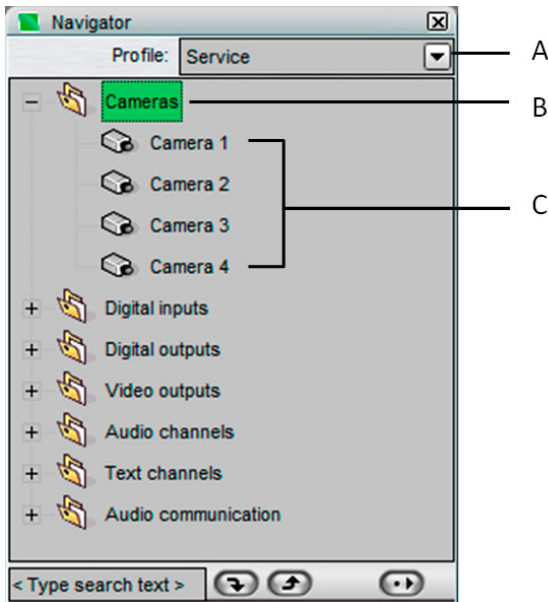 Navigator
Profile: Service
A
Cameras
B
Camera 1
Camera 2
C
Camera 3
Camera 4
Digital inputs
Digital outputs
Video outputs
Audio channels
Text channels
Audio communication
< Type search text >